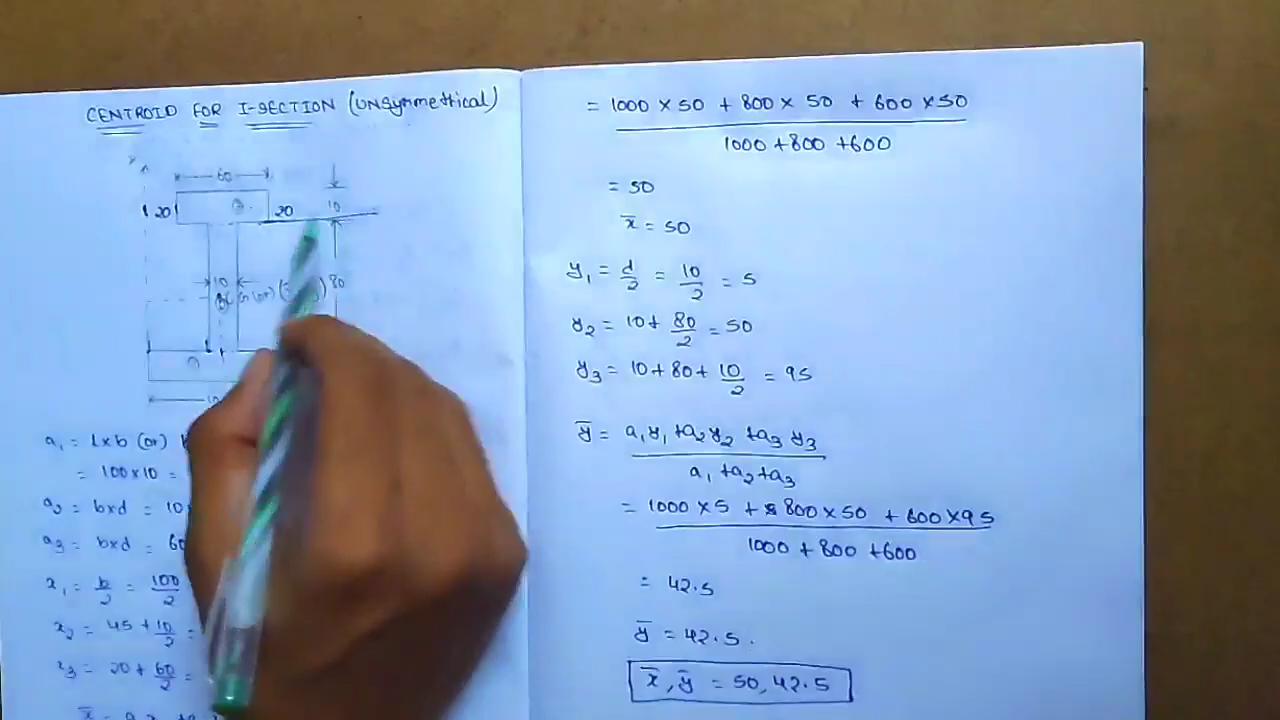 CENTROID FOR I-SECTION (UNSymmetrical)
60
20
20
10
10
80
a₁ = l×b (or)
= 100×10 =
a₂ = b×d = 10
a₃ = b×d = 60
x₁ = b/2 = 100/2
x₂ = 45 + 10/2 =
x₃ = 20 + 60/2 =
x̄ =
= 1000 × 50 + 800 × 50 + 600 × 50 / 1000 + 800 + 600
= 50
x̄ = 50
y₁ = d/2 = 10/2 = 5
y₂ = 10 + 80/2 = 50
y₃ = 10 + 80 + 10/2 = 95
ȳ = a₁y₁ + a₂y₂ + a₃y₃ / a₁ + a₂ + a₃
= 1000 × 5 + 800 × 50 + 600 × 95 / 1000 + 800 + 600
= 42.5
ȳ = 42.5.
x̄, ȳ = 50, 42.5